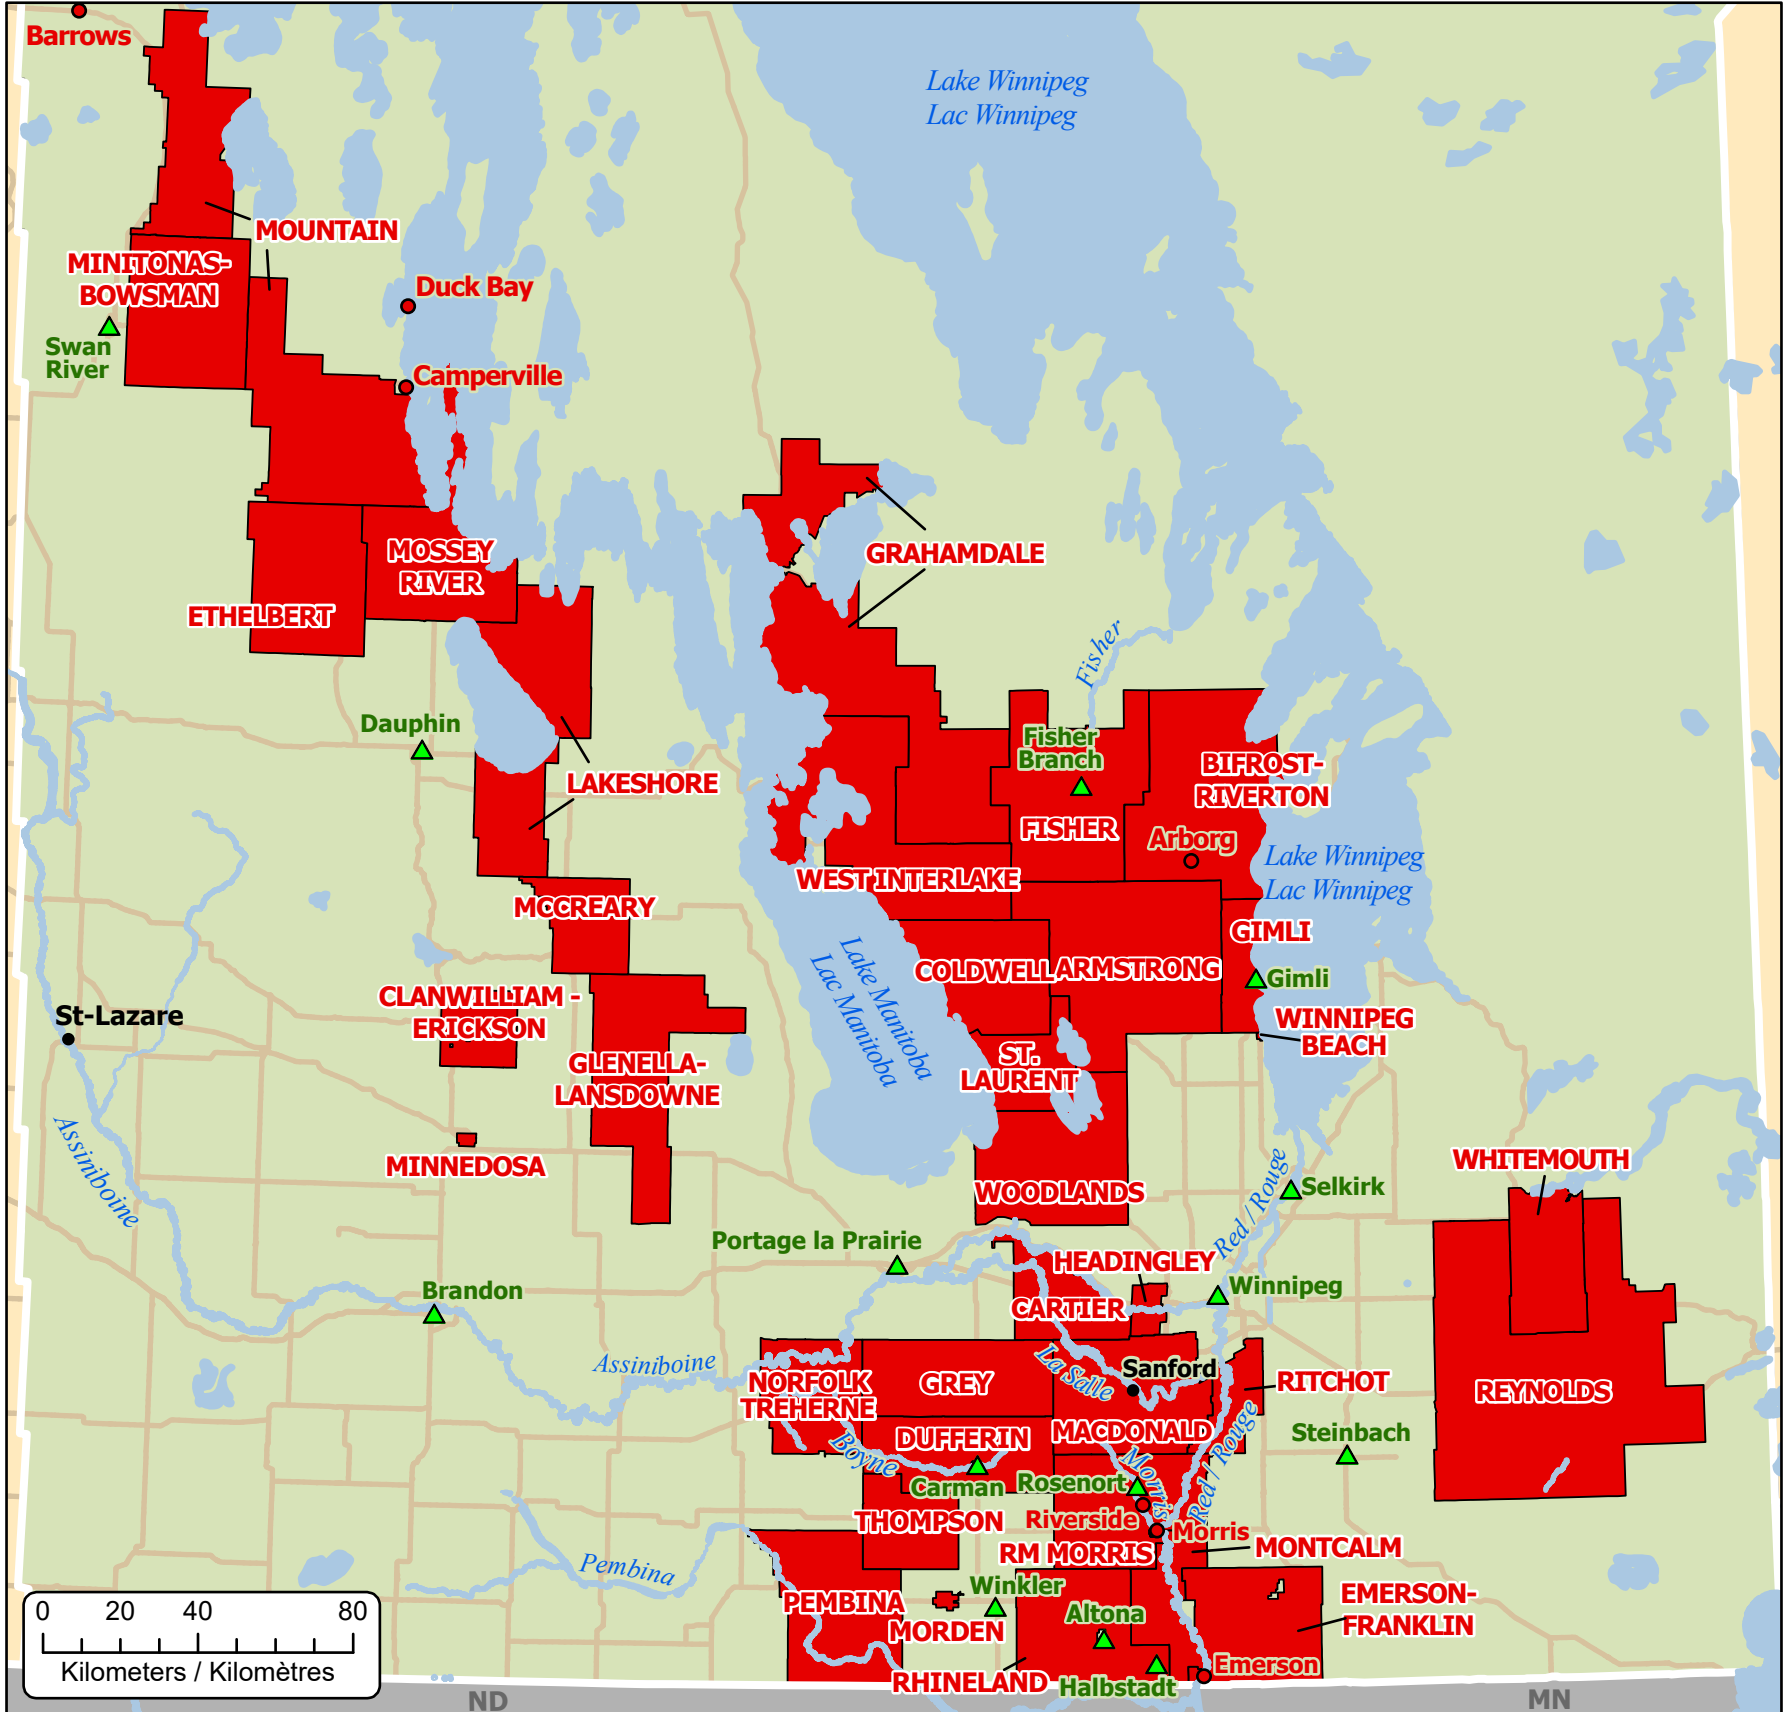 Barrows
Lake Winnipeg
Lac Winnipeg
MOUNTAIN
MINITONAS-
BOWSMAN
Duck Bay
Swan
River
Camperville
MOSSEY
RIVER
GRAHAMDALE
ETHELBERT
Fisher
Dauphin
Fisher
Branch
LAKESHORE
BIFROST-
RIVERTON
FISHER
Arborg
Lake Winnipeg
Lac Winnipeg
WEST INTERLAKE
MCCREARY
GIMLI
Lake Manitoba
Lac Manitoba
COLDWELL
ARMSTRONG
Gimli
CLANWILLIAM -
ERICKSON
St-Lazare
WINNIPEG
BEACH
GLENELLA-
LANSDOWNE
ST.
LAURENT
Assiniboine
MINNEDOSA
WHITEMOUTH
WOODLANDS
Selkirk
Red / Rouge
Portage la Prairie
HEADINGLEY
Brandon
Winnipeg
CARTIER
Assiniboine
La Salle
Sanford
NORFOLK
TREHERNE
GREY
RITCHOT
REYNOLDS
DUFFERIN
MACDONALD
Steinbach
Boyne
Morris
Red / Rouge
Carman
Rosenort
THOMPSON
Riverside
Morris
RM MORRIS
MONTCALM
Pembina
PEMBINA
Winkler
MORDEN
Altona
EMERSON-
FRANKLIN
RHINELAND
Halbstadt
Emerson
0 20 40 80
Kilometers / Kilomètres
ND
MN